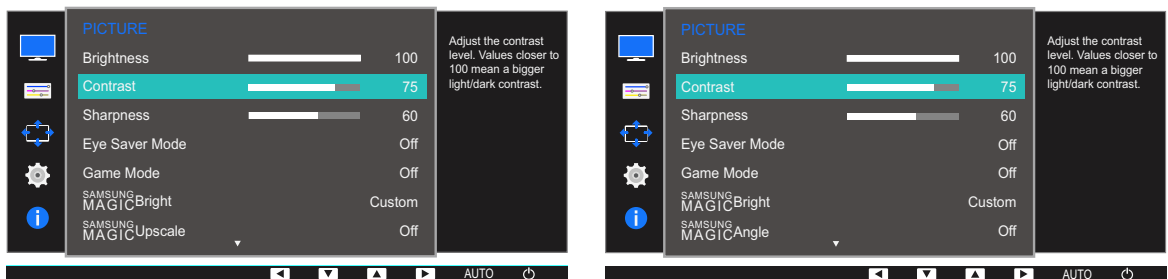 PICTURE
Brightness 100
Contrast 75
Sharpness 60
Eye Saver Mode Off
Game Mode Off
SAMSUNG
MAGICBright Custom
SAMSUNG
MAGICUpscale Off
Adjust the contrast
level. Values closer to
100 mean a bigger
light/dark contrast.
i
AUTO
PICTURE
Brightness 100
Contrast 75
Sharpness 60
Eye Saver Mode Off
Game Mode Off
SAMSUNG
MAGICBright Custom
SAMSUNG
MAGICAngle Off
Adjust the contrast
level. Values closer to
100 mean a bigger
light/dark contrast.
i
AUTO